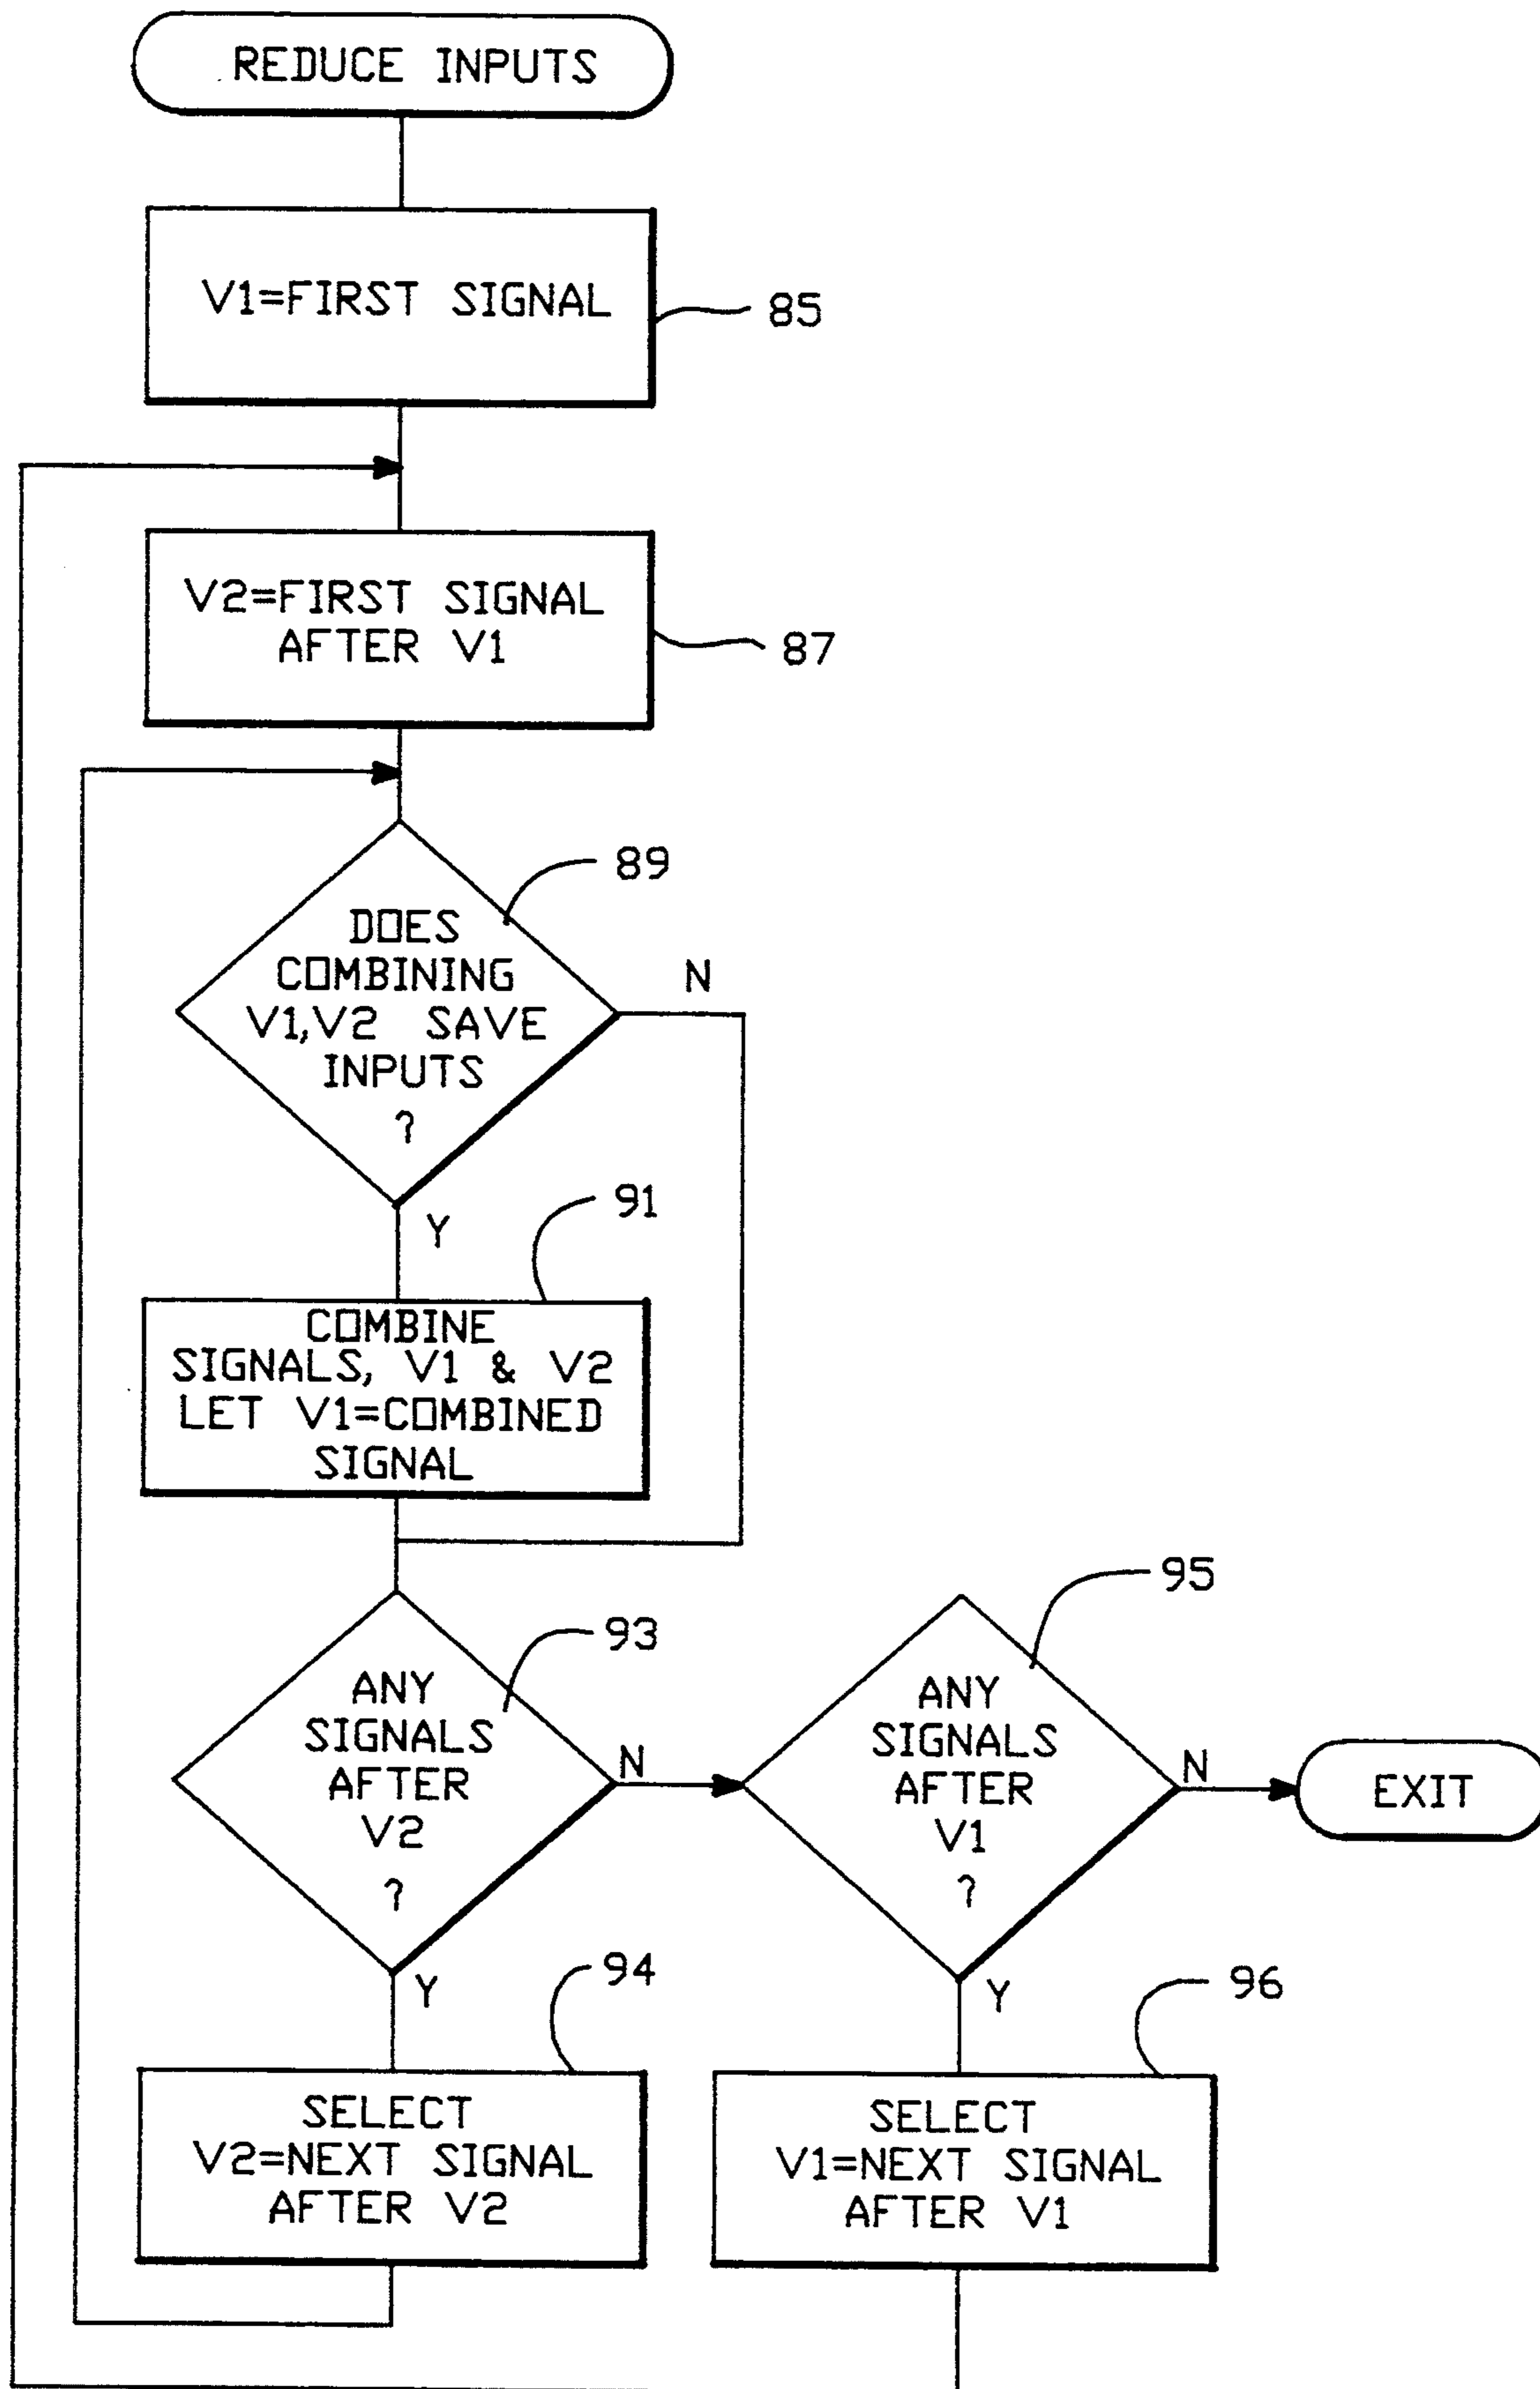 REDUCE INPUTS
V1=FIRST SIGNAL
85
V2=FIRST SIGNAL
AFTER V1
87
89
DOES
COMBINING
V1,V2 SAVE
INPUTS
?
N
Y
91
COMBINE
SIGNALS, V1 & V2
LET V1=COMBINED
SIGNAL
93
ANY
SIGNALS
AFTER
V2
?
N
Y
95
ANY
SIGNALS
AFTER
V1
?
N
Y
EXIT
94
SELECT
V2=NEXT SIGNAL
AFTER V2
96
SELECT
V1=NEXT SIGNAL
AFTER V1